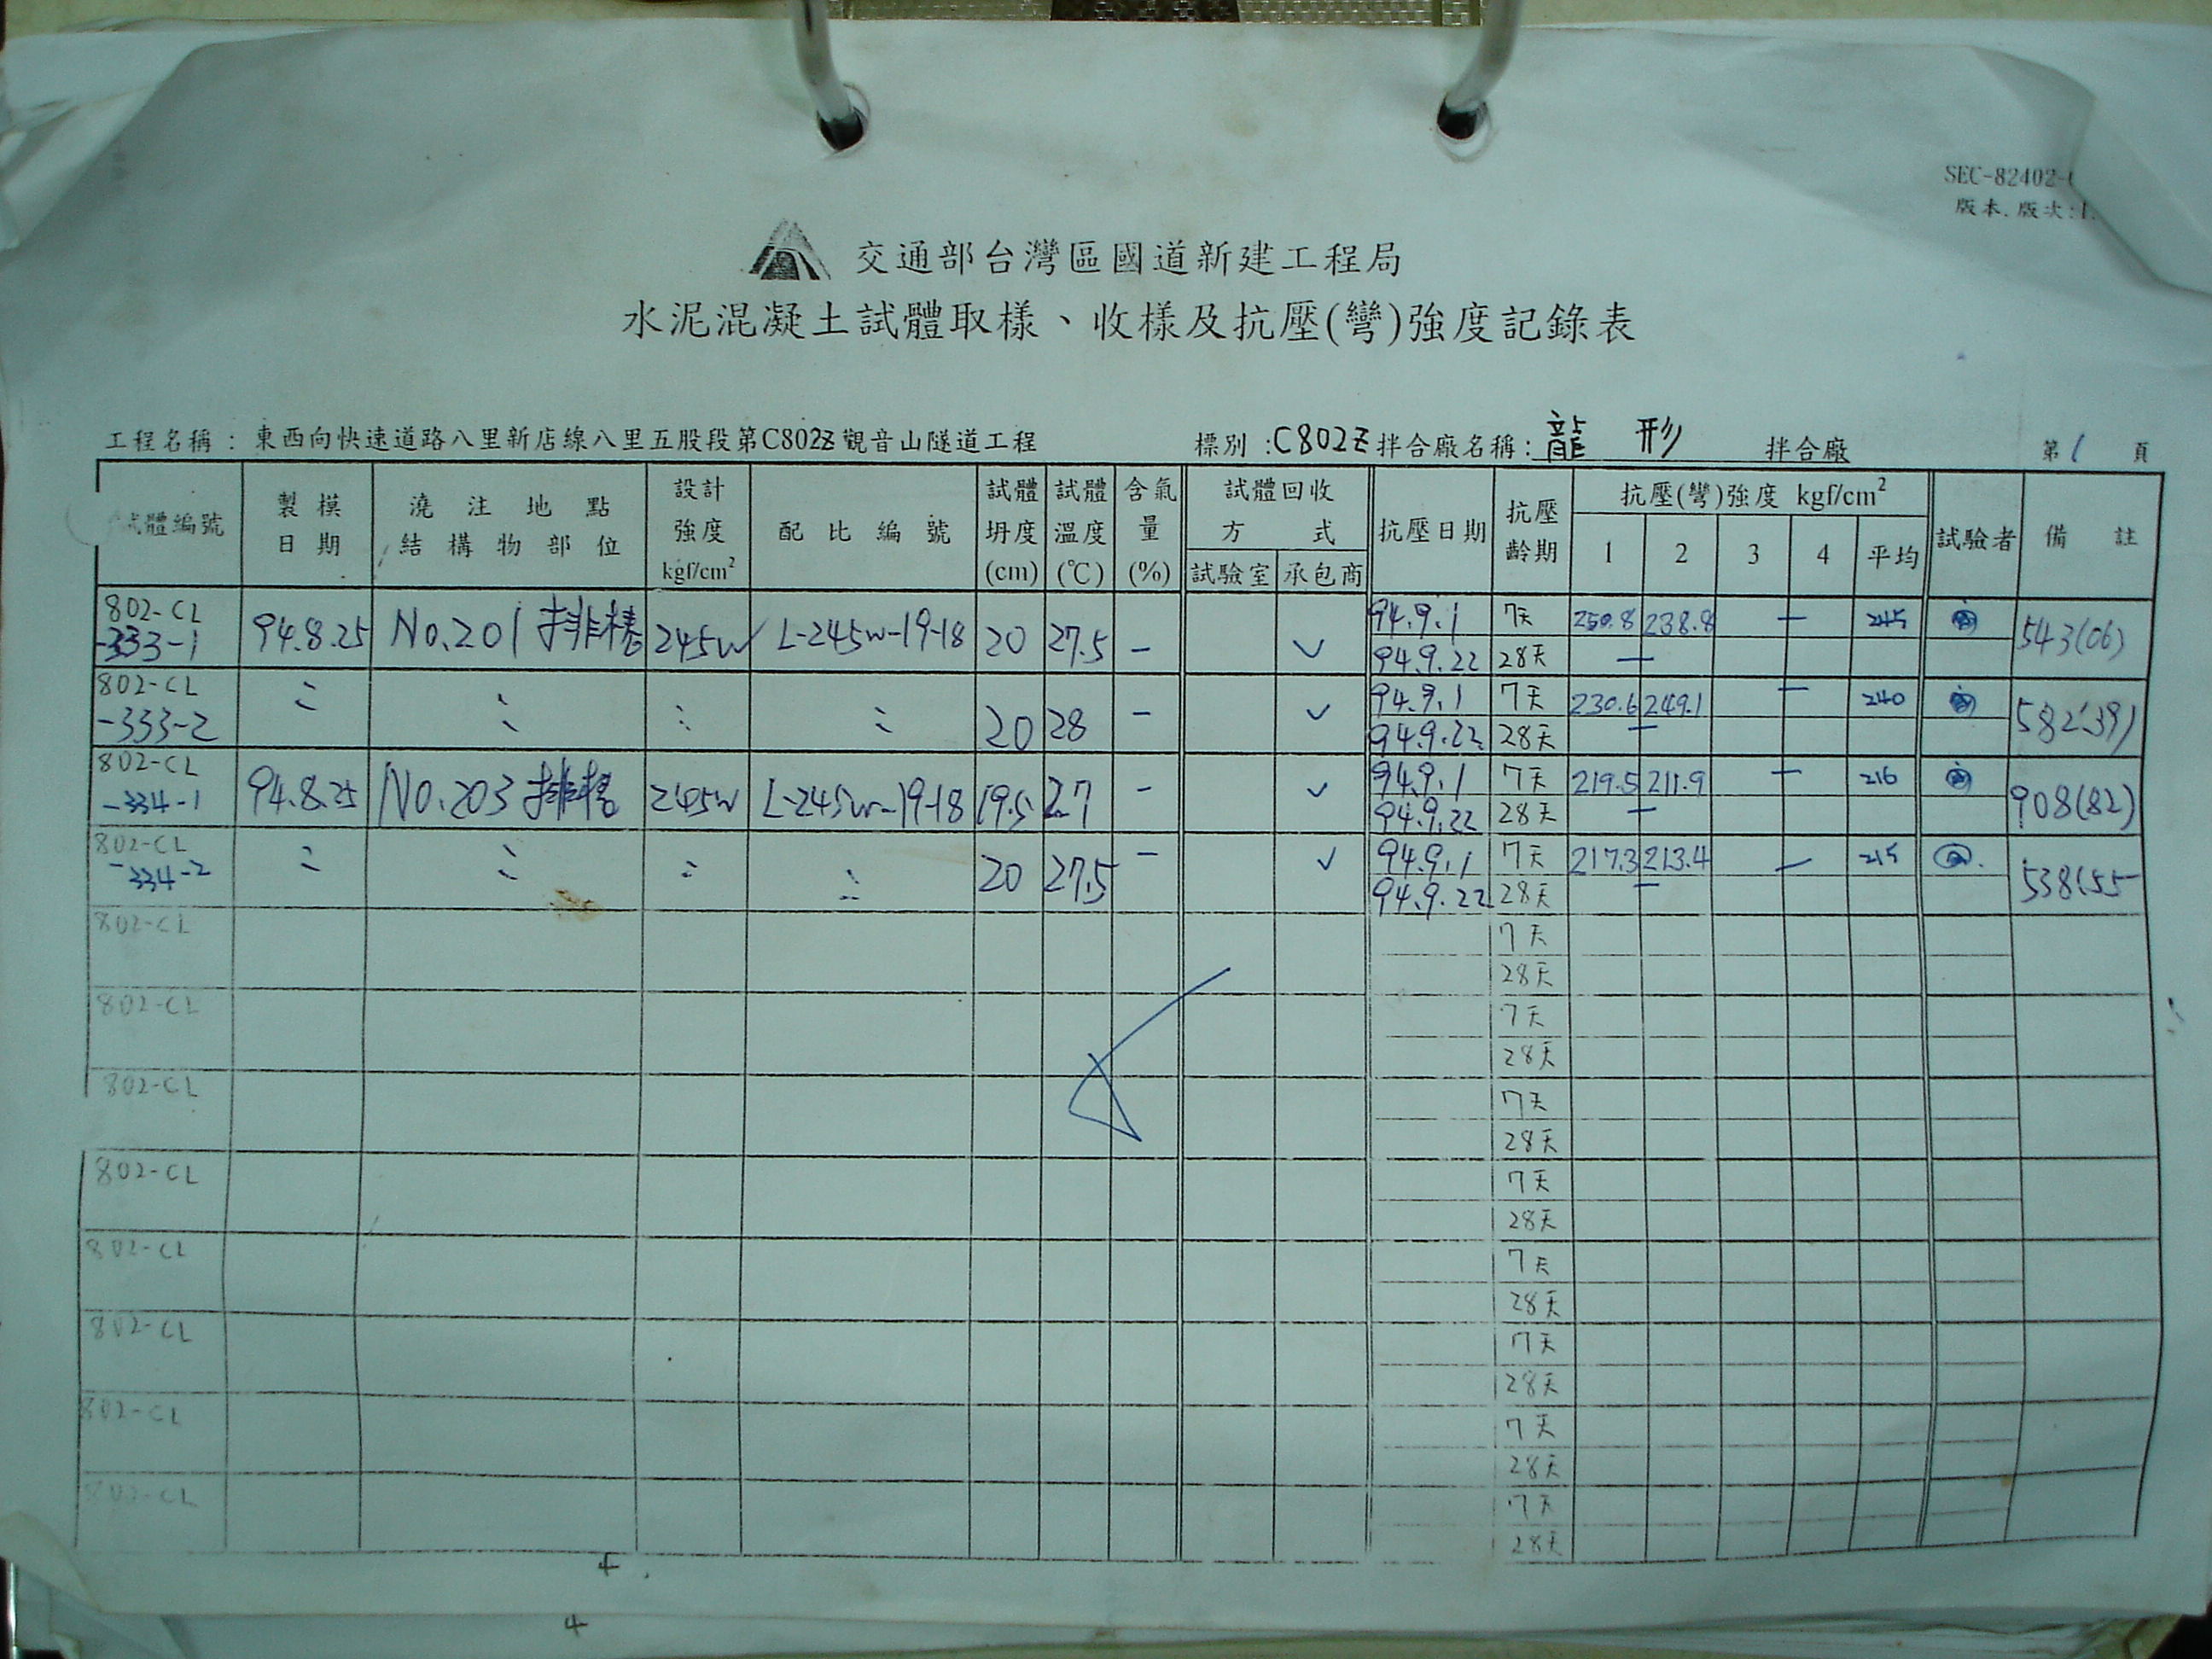 SEC-82402-
版本.版次:1.
交通部台灣區國道新建工程局
水泥混凝土試體取樣、收樣及抗壓(彎)強度記錄表
工程名稱：東西向快速道路八里新店線八里五股段第C802Z觀音山隧道工程 標別:C802Z 拌合廠名稱:龍形 拌合廠 第1頁
試體編號 製模日期 澆注地點結構物部位 設計強度kgf/cm² 配比編號 試體坍度(cm) 試體溫度(℃) 含氣量(%) 試體回收方式 試驗室 承包商 抗壓日期 抗壓齡期 抗壓(彎)強度 kgf/cm² 1 2 3 4 平均 試驗者 備註
802-CL-333-1 94.8.25 No.201 排樁 245W L-245W-19-18 20 27.5 - ✓ 94.9.1 7天 250.8 238.8 — 245 543(06)
94.9.22 28天 —
802-CL-333-2 〃 〃 〃 〃 20 28 - ✓ 94.9.1 7天 230.6 249.1 — 240 582(39)
94.9.22 28天 —
802-CL-334-1 94.8.25 No.203 排樁 245W L-245W-19-18 19.5 27 - ✓ 94.9.1 7天 219.5 211.9 — 216 908(82)
94.9.22 28天 —
802-CL-334-2 〃 〃 〃 〃 20 27.5 - ✓ 94.9.1 7天 217.3 213.4 — 215 538(55
94.9.22 28天 —
802-CL 7天
28天
802-CL 7天
28天
802-CL 7天
28天
802-CL 7天
28天
802-CL 7天
28天
802-CL 7天
28天
802-CL 7天
28天
802-CL 7天
28天
4
4